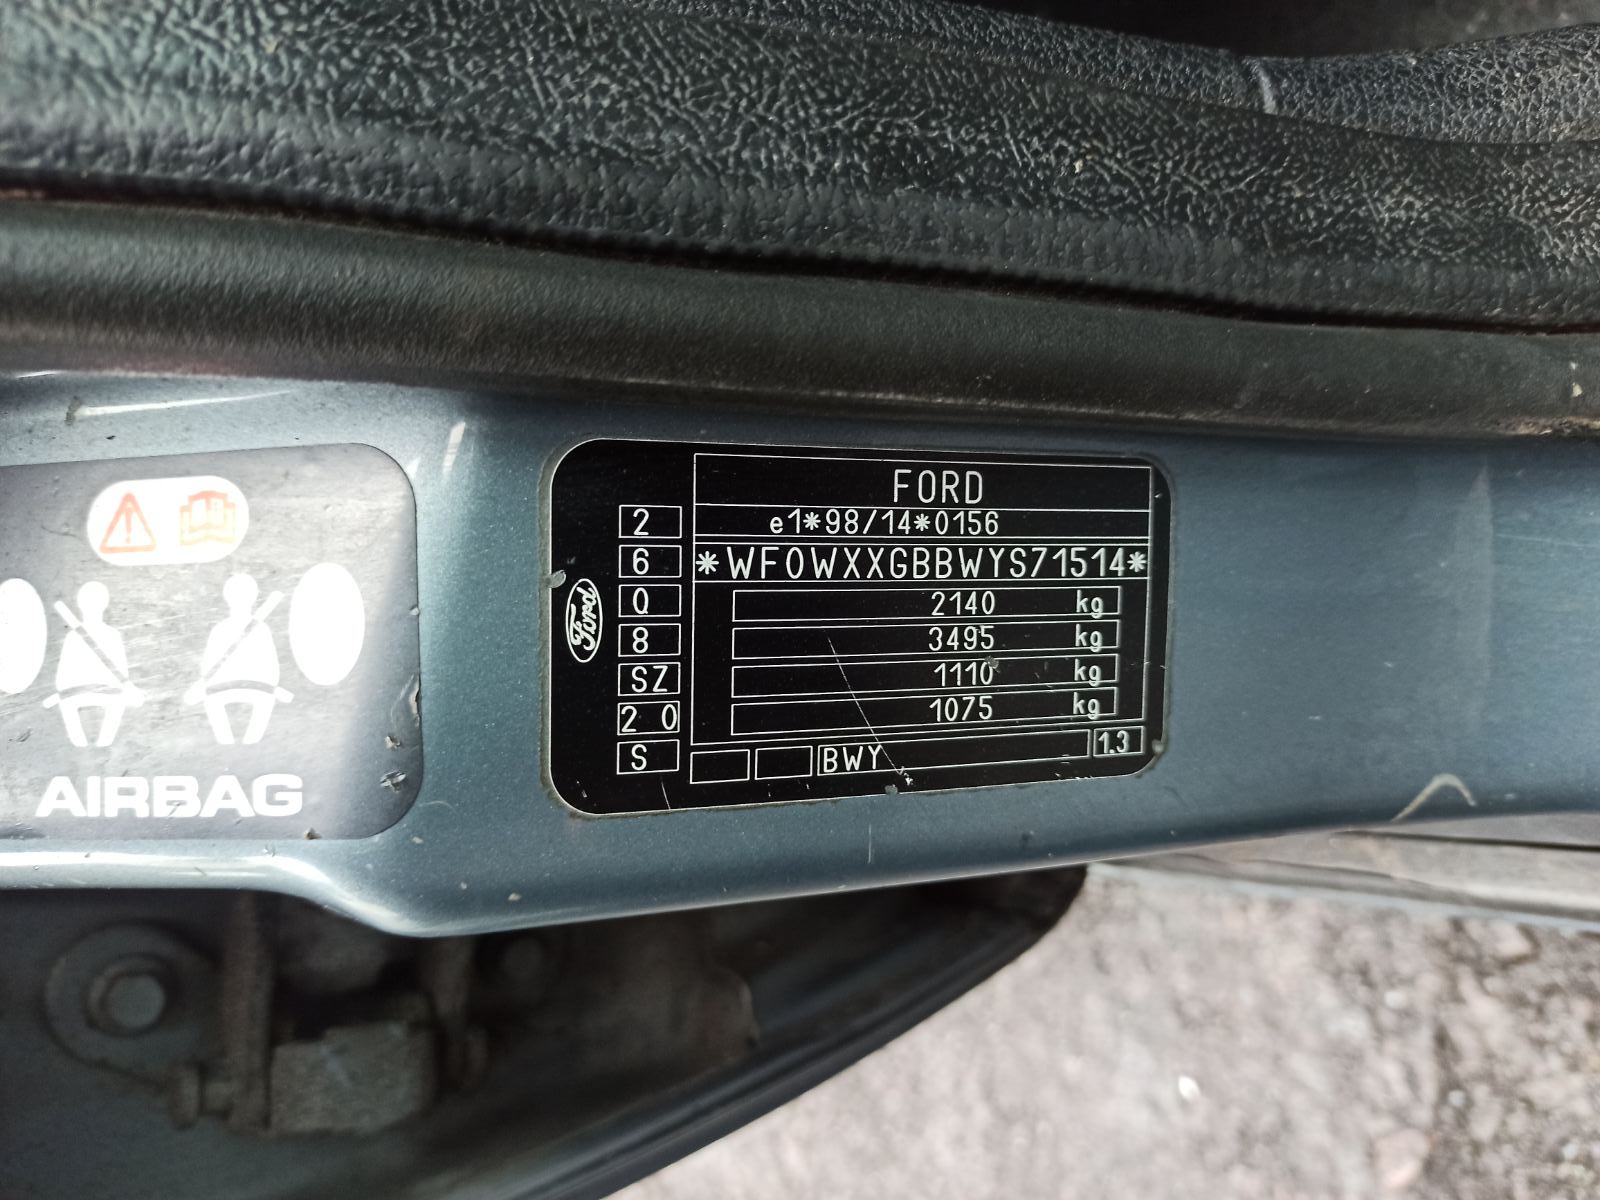 FORD
2 e1*98/14*0156
6 *WF0WXXGBBWYS71514*
Q 2140 kg
8 3495 kg
SZ 1110 kg
2 0 1075 kg
S BWY 1.3
Ford
AIRBAG